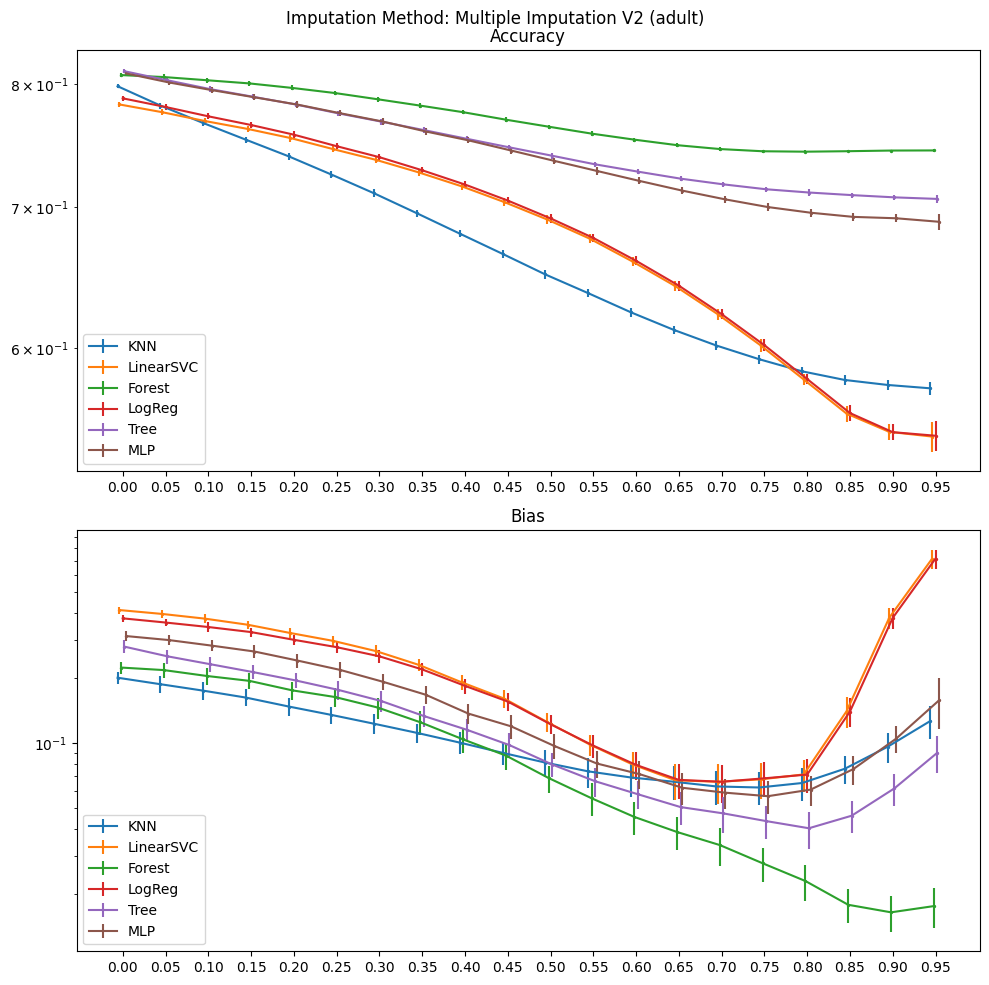 Imputation Method: Multiple Imputation V2 (adult)
Accuracy
8 × 10⁻¹
7 × 10⁻¹
6 × 10⁻¹
KNN
LinearSVC
Forest
LogReg
Tree
MLP
0.00 0.05 0.10 0.15 0.20 0.25 0.30 0.35 0.40 0.45 0.50 0.55 0.60 0.65 0.70 0.75 0.80 0.85 0.90 0.95
Bias
10⁻¹
KNN
LinearSVC
Forest
LogReg
Tree
MLP
0.00 0.05 0.10 0.15 0.20 0.25 0.30 0.35 0.40 0.45 0.50 0.55 0.60 0.65 0.70 0.75 0.80 0.85 0.90 0.95